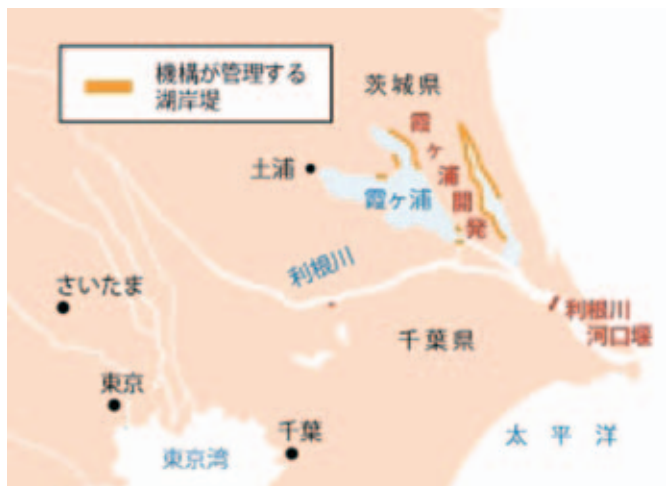 機構が管理する
湖岸堤
茨城県
霞ヶ浦開発
土浦
霞ヶ浦
利根川
さいたま
利根川
河口堰
千葉県
東京
千葉
東京湾
太平洋